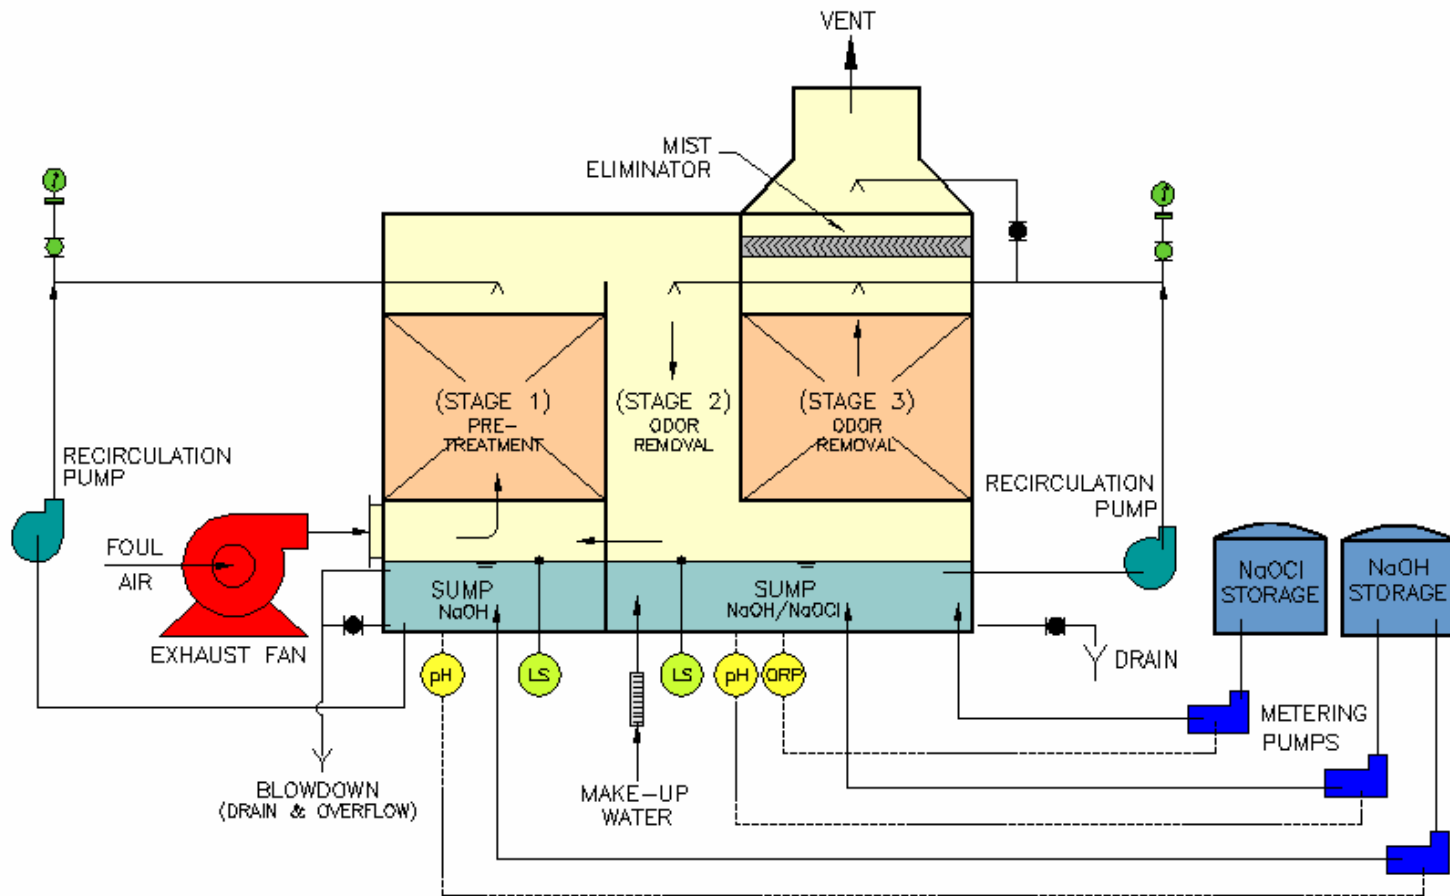 VENT
MIST
ELIMINATOR
(STAGE 1)
PRE-
TREATMENT
(STAGE 2)
ODOR
REMOVAL
(STAGE 3)
ODOR
REMOVAL
RECIRCULATION
PUMP
RECIRCULATION
PUMP
FOUL
AIR
EXHAUST FAN
SUMP
NaOH
SUMP
NaOH/NaOCl
NaOCl
STORAGE
NaOH
STORAGE
pH
LS
LS
pH
ORP
DRAIN
METERING
PUMPS
BLOWDOWN
(DRAIN & OVERFLOW)
MAKE-UP
WATER